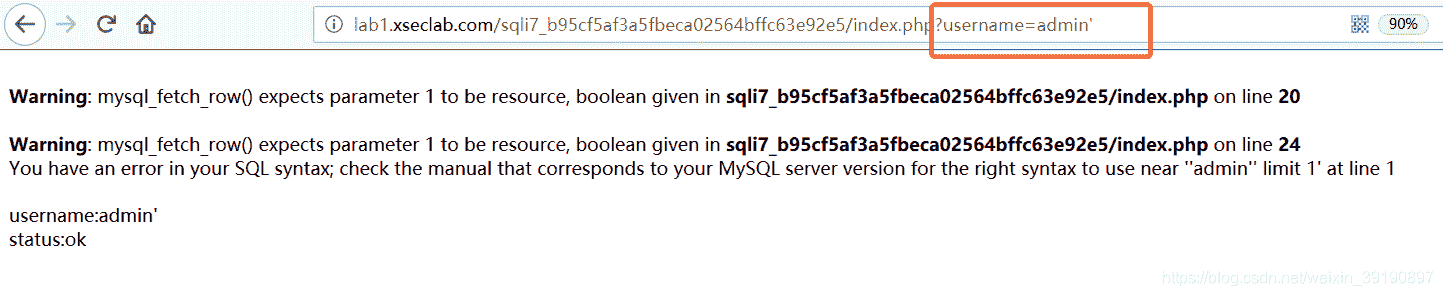 lab1.xseclab.com/sqli7_b95cf5af3a5fbeca02564bffc63e92e5/index.php?username=admin' 90%
Warning: mysql_fetch_row() expects parameter 1 to be resource, boolean given in sqli7_b95cf5af3a5fbeca02564bffc63e92e5/index.php on line 20
Warning: mysql_fetch_row() expects parameter 1 to be resource, boolean given in sqli7_b95cf5af3a5fbeca02564bffc63e92e5/index.php on line 24
You have an error in your SQL syntax; check the manual that corresponds to your MySQL server version for the right syntax to use near ''admin'' limit 1' at line 1
username:admin'
status:ok
https://blog.csdn.net/weixin_39190897